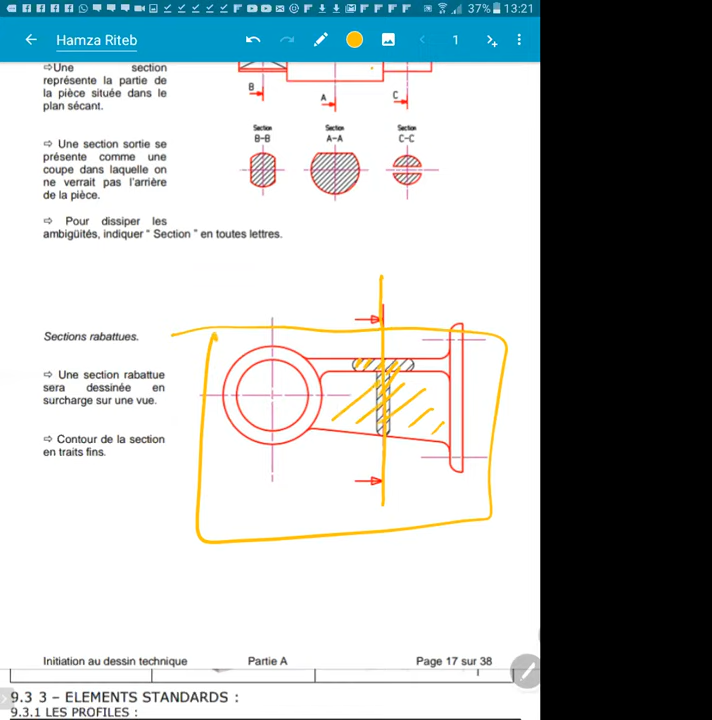 37% 13:21
Hamza Riteb
1
⇨Une section
représente la partie de
la pièce située dans le
plan sécant.
B
A
C
Section
B-B
Section
A-A
Section
C-C
⇨ Une section sortie se
présente comme une
coupe dans laquelle on
ne verrait pas l'arrière
de la pièce.
⇨ Pour dissiper les
ambigüités, indiquer " Section " en toutes lettres.
Sections rabattues.
⇨ Une section rabattue
sera dessinée en
surcharge sur une vue.
⇨ Contour de la section
en traits fins.
Initiation au dessin technique Partie A Page 17 sur 38
9.3 3 – ELEMENTS STANDARDS :
9.3.1 LES PROFILES :